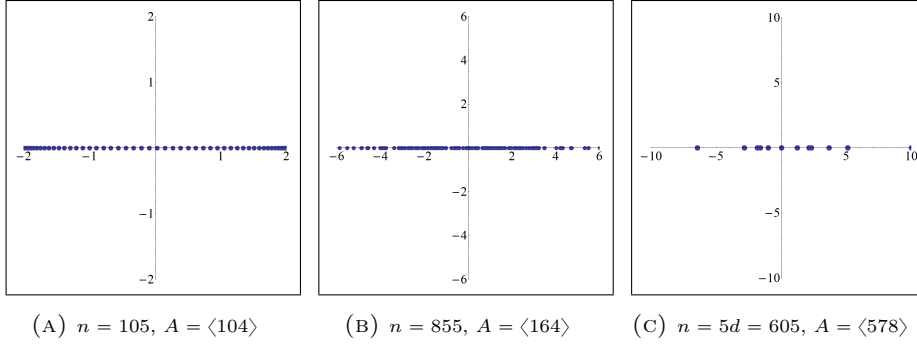 2
1
−2 −1 1 2
−1
−2
6
4
2
−6 −4 −2 2 4 6
−2
−4
−6
10
5
−10 −5 5 10
−5
−10
(A) n = 105, A = ⟨104⟩
(B) n = 855, A = ⟨164⟩
(C) n = 5d = 605, A = ⟨578⟩